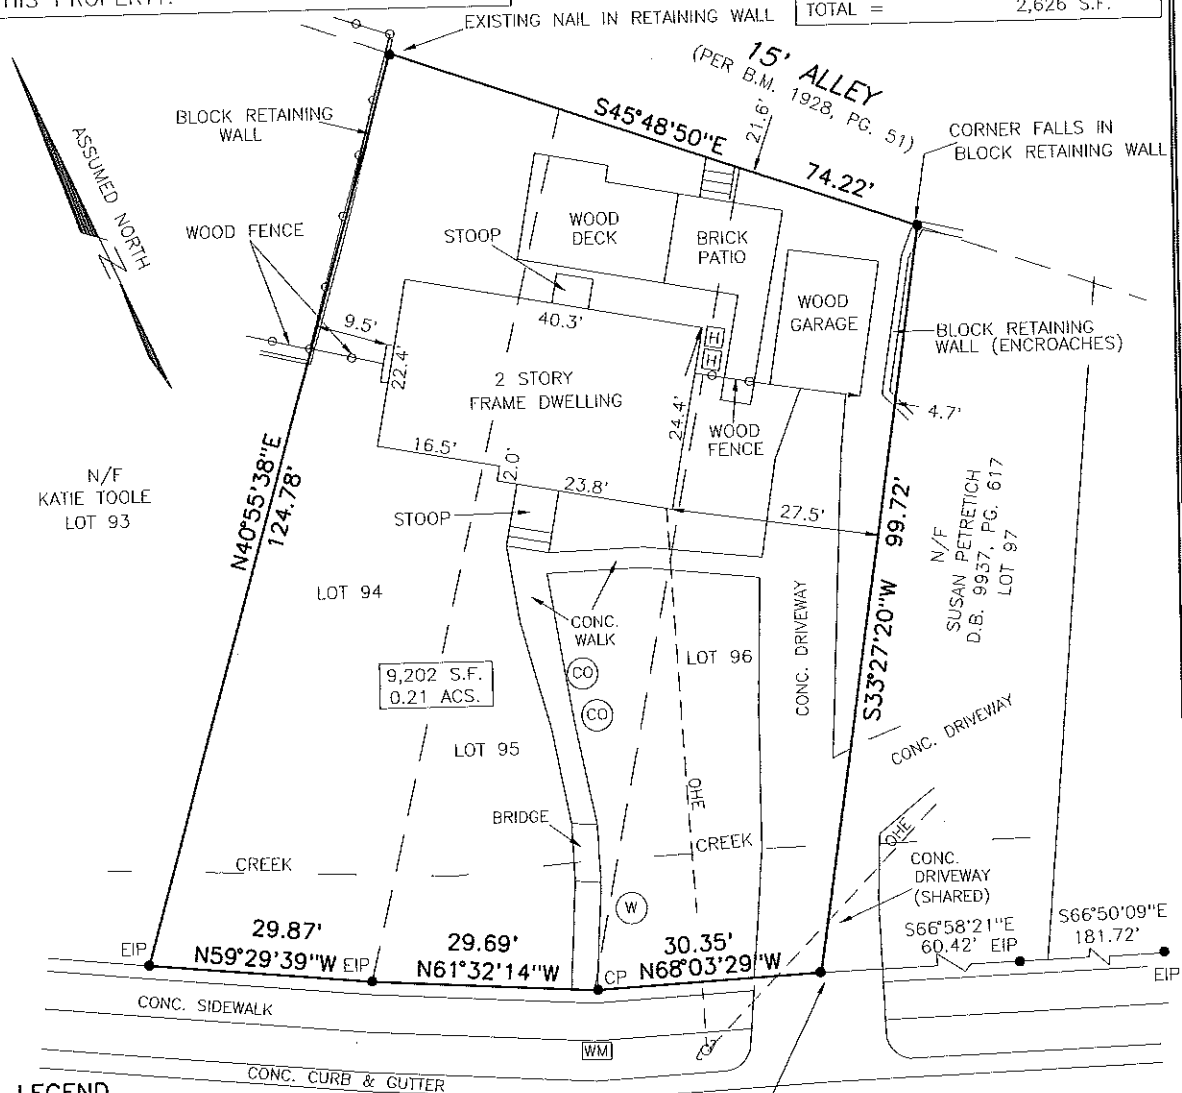 THIS PROPERTY.
EXISTING NAIL IN RETAINING WALL
TOTAL = 2,626 S.F.
15' ALLEY
(PER B.M. 1928, PG. 51)
BLOCK RETAINING
WALL
S45°48'50"E
74.22'
21.6'
CORNER FALLS IN
BLOCK RETAINING WALL
ASSUMED NORTH
WOOD FENCE
STOOP
WOOD
DECK
BRICK
PATIO
WOOD
GARAGE
9.5'
40.3'
BLOCK RETAINING
WALL (ENCROACHES)
H
H
22.4'
2 STORY
FRAME DWELLING
24.4'
WOOD
FENCE
4.7'
16.5'
2.0'
23.8'
27.5'
N/F
KATIE TOOLE
LOT 93
N40°55'38"E
124.78'
STOOP
99.72'
S33°27'20"W
N/F
SUSAN PETRETICH
D.B. 9937, PG. 617
LOT 97
LOT 94
CONC.
WALK
CO
CO
LOT 96
CONC. DRIVEWAY
9,202 S.F.
0.21 ACS.
LOT 95
CONC. DRIVEWAY
OHE
BRIDGE
CREEK
CREEK
OHE
CONC.
DRIVEWAY
(SHARED)
W
S66°58'21"E
60.42' EIP
S66°50'09"E
181.72'
EIP
EIP
29.87'
N59°29'39"W
EIP
29.69'
N61°32'14"W
CP
30.35'
N68°03'29"W
CONC. SIDEWALK
WM
CONC. CURB & GUTTER
LEGEND